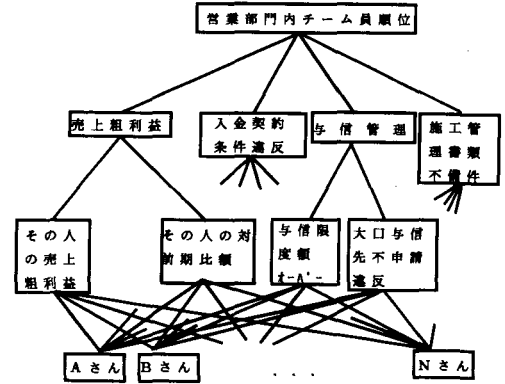 営業部門内チーム員順位
売上粗利益
入金契約
条件違反
与信管理
施工管
理書類
不備件
その人
の売上
粗利益
その人の対
前期比額
与信限
度額
オーバー
大口与信
先不申請
違反
Aさん
Bさん
. . .
Nさん